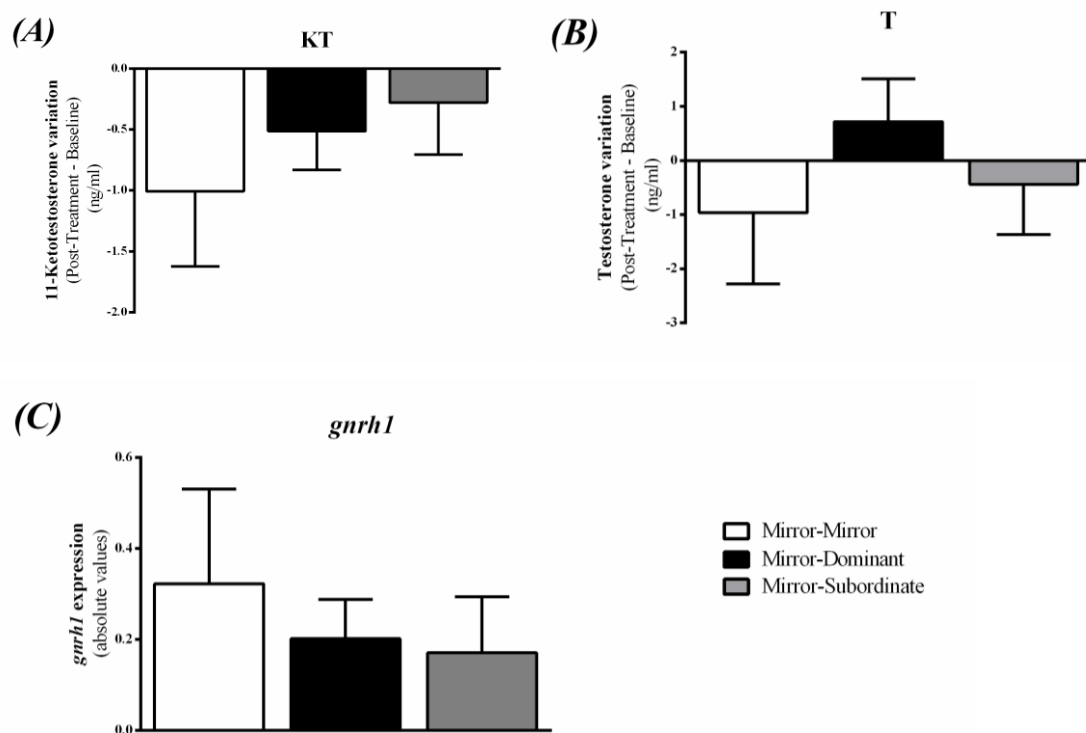 (A)
KT
11-Ketotestosterone variation
(Post-Treatment - Baseline)
(ng/ml)
0.0
-0.5
-1.0
-1.5
-2.0
(B)
T
Testosterone variation
(Post-Treatment - Baseline)
(ng/ml)
2
1
0
-1
-2
-3
(C)
gnrh1
gnrh1 expression
(absolute values)
0.6
0.4
0.2
0.0
Mirror-Mirror
Mirror-Dominant
Mirror-Subordinate